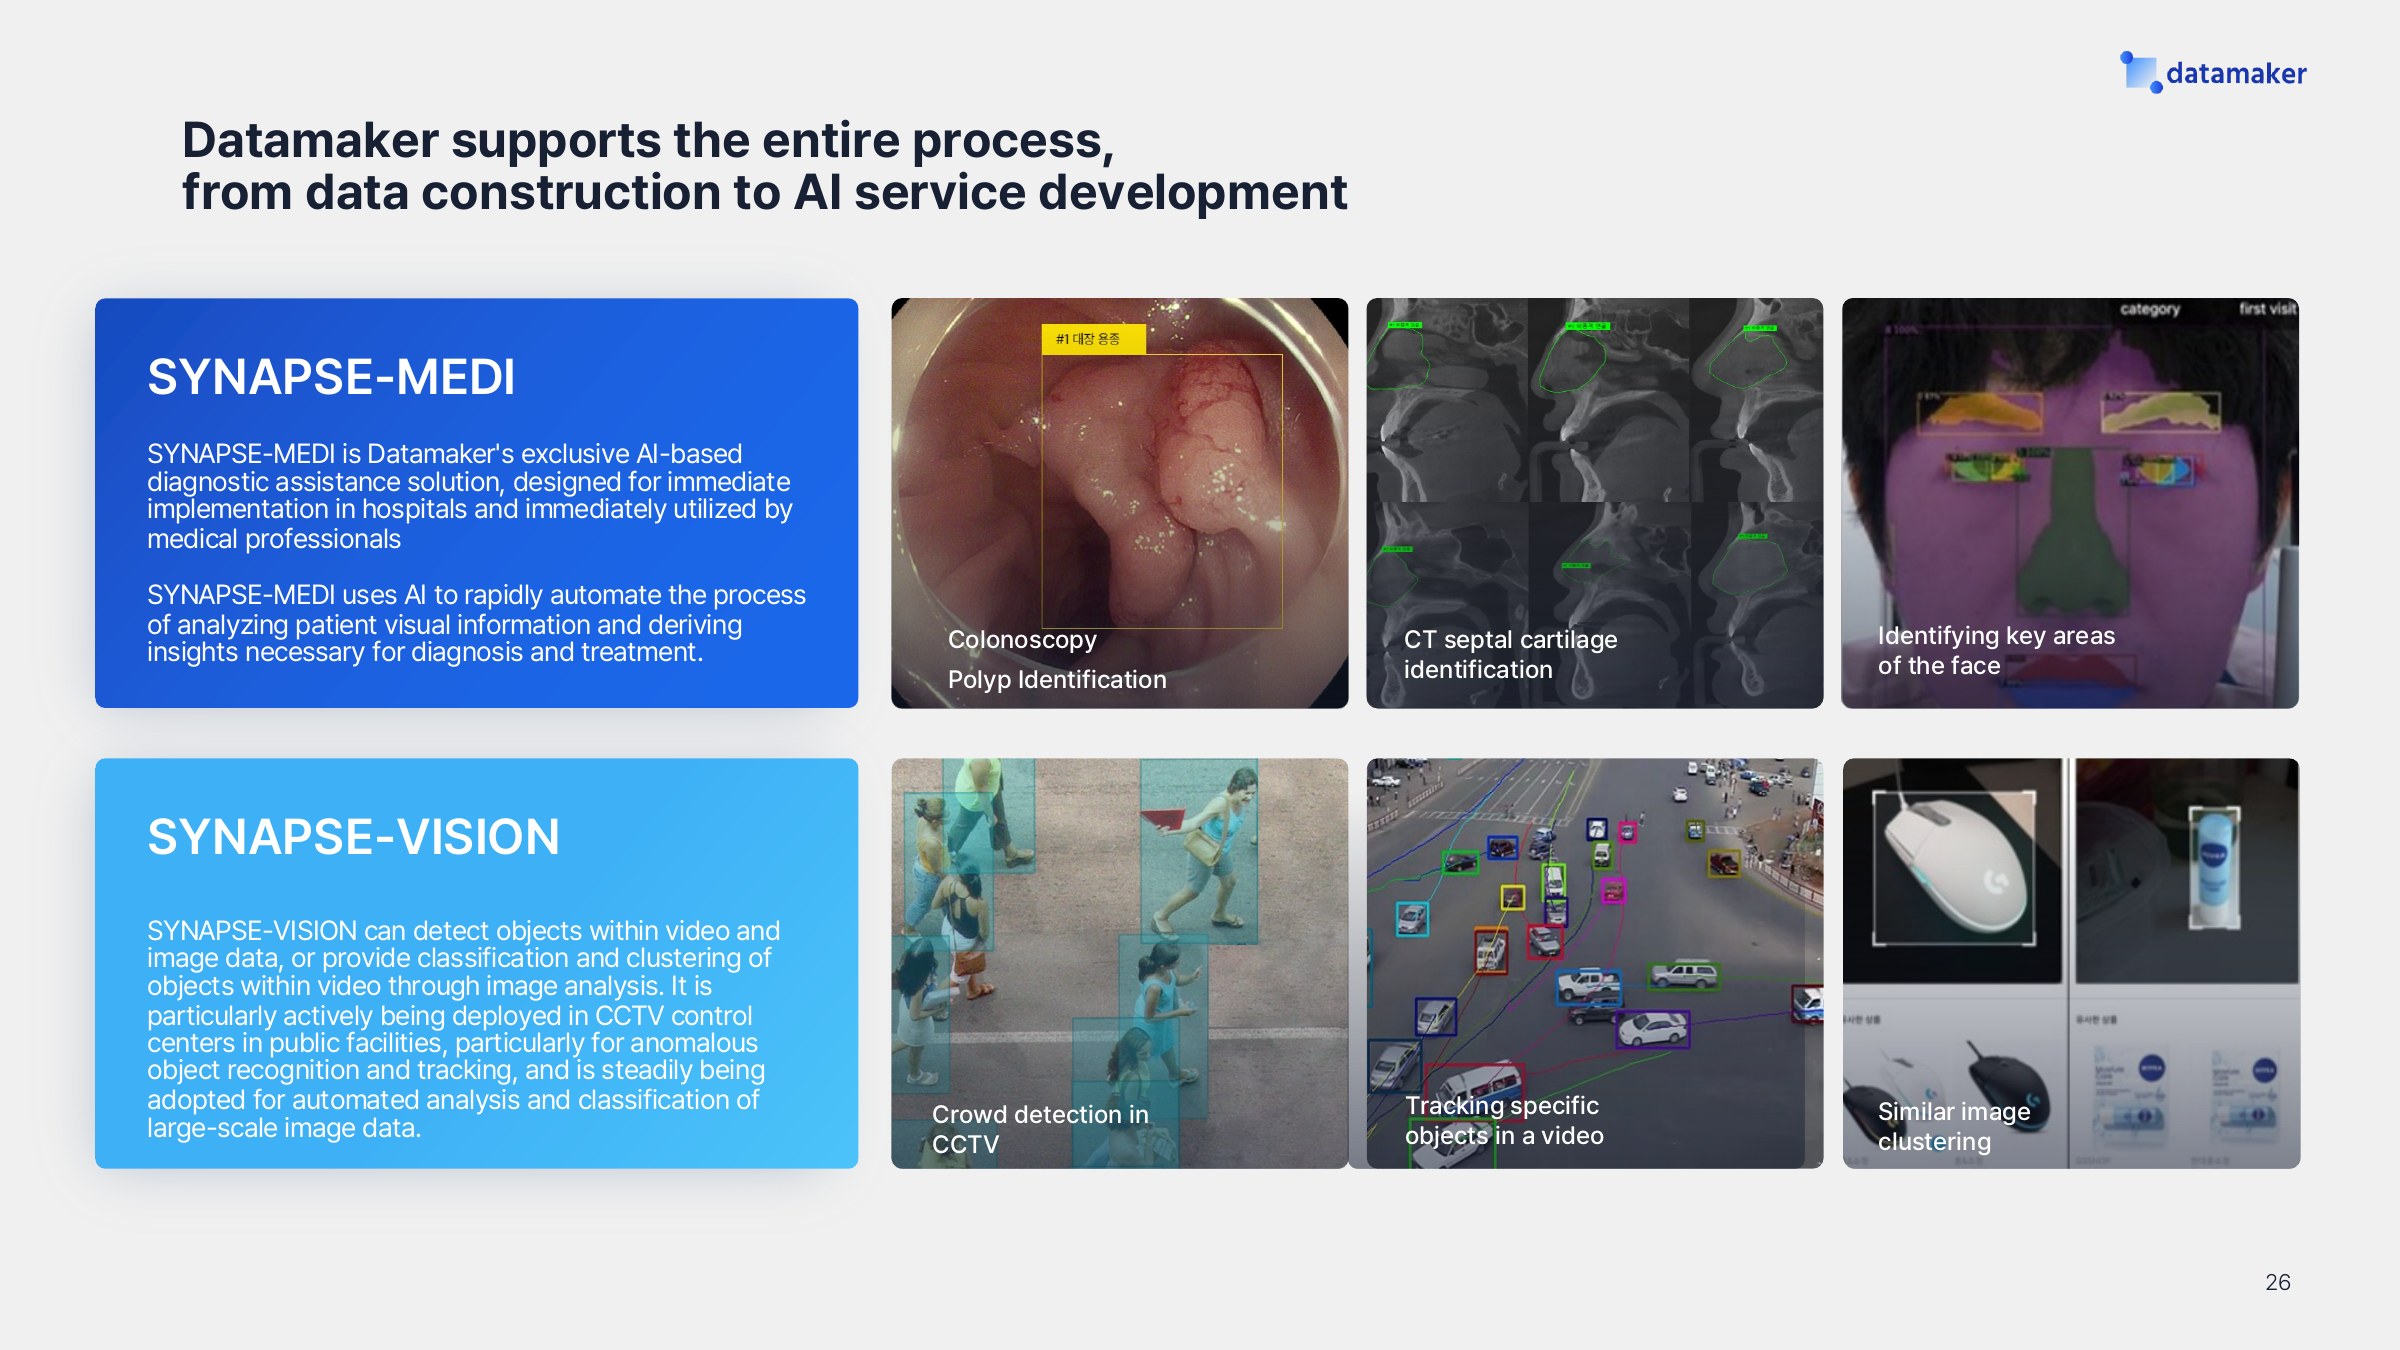 datamaker
Datamaker supports the entire process,
from data construction to AI service development
SYNAPSE-MEDI
SYNAPSE-MEDI is Datamaker's exclusive AI-based
diagnostic assistance solution, designed for immediate
implementation in hospitals and immediately utilized by
medical professionals
SYNAPSE-MEDI uses AI to rapidly automate the process
of analyzing patient visual information and deriving
insights necessary for diagnosis and treatment.
#1 대장 용종
Colonoscopy
Polyp Identification
CT septal cartilage
identification
category first visit
Identifying key areas
of the face
SYNAPSE-VISION
SYNAPSE-VISION can detect objects within video and
image data, or provide classification and clustering of
objects within video through image analysis. It is
particularly actively being deployed in CCTV control
centers in public facilities, particularly for anomalous
object recognition and tracking, and is steadily being
adopted for automated analysis and classification of
large-scale image data.
Crowd detection in
CCTV
Tracking specific
objects in a video
NIVEA
유사한 상품
Similar image
clustering
26